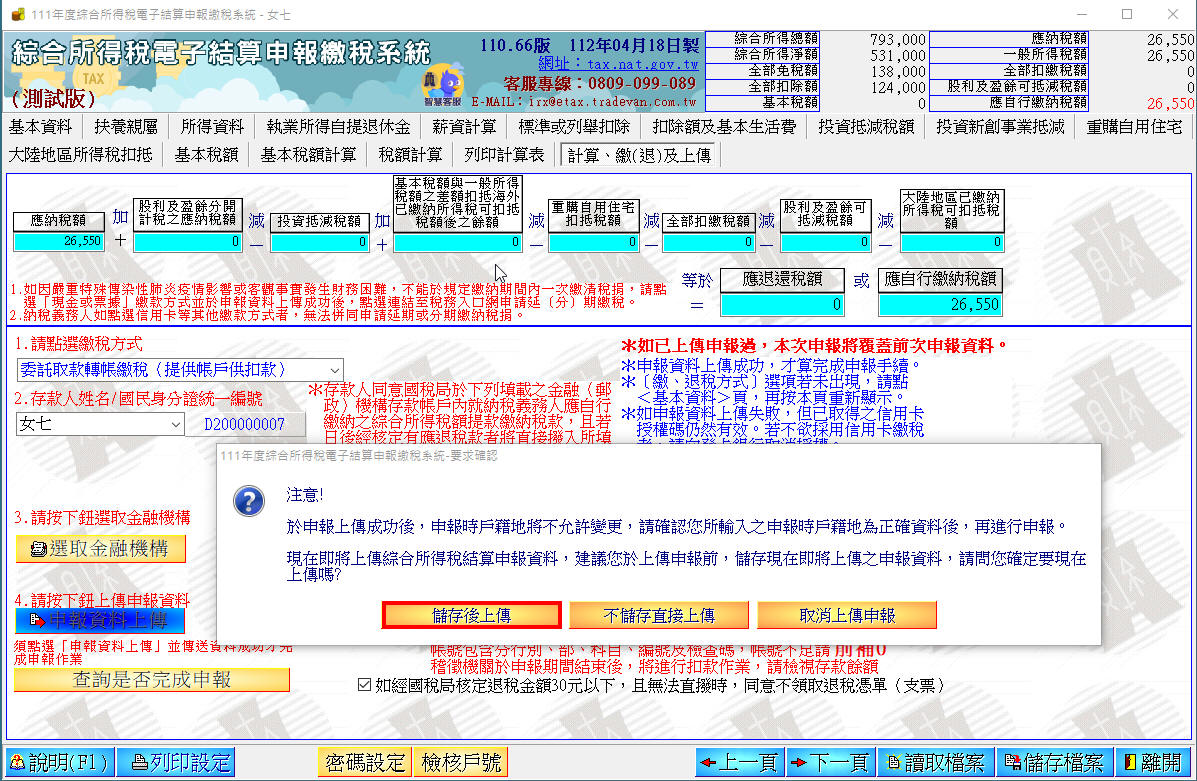 111年度綜合所得稅電子結算申報繳稅系統 - 女七
綜合所得稅電子結算申報繳稅系統
(測試版)
110.66版 112年04月18日製
網址：tax.nat.gov.tw
客服專線：0809-099-089
E-MAIL：irx@etax.tradevan.com.tw
智慧客服
TAX
綜合所得總額 793,000 應納稅額 26,550
綜合所得淨額 531,000 一般所得稅額 26,550
全部免稅額 138,000 全部扣繳稅額 0
全部扣除額 124,000 股利及盈餘可抵減額 0
基本稅額 0 應自行繳納稅額 26,550
基本資料 扶養親屬 所得資料 執業所得自提退休金 薪資計算 標準或列舉扣除 扣除額及基本生活費 投資抵減稅額 投資新創事業抵減 重購自用住宅
大陸地區所得稅扣抵 基本稅額 基本稅額計算 稅額計算 列印計算表 計算、繳(退)及上傳
應納稅額
26,550
加
+
股利及盈餘分開
計稅之應納稅額
0
減
—
投資抵減稅額
0
加
+
基本稅額與一般所得
稅額之差額扣抵海外
已繳納所得稅可扣抵
稅額後之餘額
0
減
—
重購自用住宅
扣抵稅額
0
減
—
全部扣繳稅額
0
減
—
股利及盈餘可
抵減稅額
0
減
—
大陸地區已繳納
所得稅可扣抵稅
額
0
等於
=
應退還稅額
0
或
應自行繳納稅額
26,550
1.如因嚴重特殊傳染性肺炎疫情影響或客觀事實發生財務困難，不能於規定繳納期間內一次繳清稅捐，請點
選「現金或票據」繳款方式並於申報資料上傳成功後，點選連結至稅務入口網申請延（分）期繳稅。
2.納稅義務人如點選信用卡等其他繳款方式者，無法併同申請延期或分期繳納稅捐。
1.請點選繳稅方式
委託取款轉帳繳稅（提供帳戶供扣款）
2.存款人姓名/國民身分證統一編號
女七 D200000007
＊存款人同意國稅局於下列填載之金融（郵
政）機構存款帳戶內就納稅義務人應自行
繳納之綜合所得稅額提款繳納稅款，且若
日後經核定有應退稅款者將直接撥入所填
＊如已上傳申報過，本次申報將覆蓋前次申報資料。
＊申報資料上傳成功，才算完成申報手續。
＊〔繳、退稅方式〕選項若未出現，請點
＜基本資料＞頁，再按本頁重新顯示。
＊如申報資料上傳失敗，但已取得之信用卡
授權碼仍然有效。若不欲採用信用卡繳稅
111年度綜合所得稅電子結算申報繳稅系統-要求確認
注意!
於申報上傳成功後，申報時戶籍地將不允許變更，請確認您所輸入之申報時戶籍地為正確資料後，再進行申報。
現在即將上傳綜合所得稅結算申報資料，建議您於上傳申報前，儲存現在即將上傳之申報資料，請問您確定要現在
上傳嗎?
儲存後上傳 不儲存直接上傳 取消上傳申報
3.請按下鈕選取金融機構
選取金融機構
4.請按下鈕上傳申報資料
申報資料上傳
須點選「申報資料上傳」並傳送資料成功才完
成申報作業
查詢是否完成申報
帳號包含分行別、部、科目、編號及檢查碼，帳號不足請 前補0
稽徵機關於申報期間結束後，將進行扣款作業，請檢視存款餘額
如經國稅局核定退稅金額30元以下，且無法直撥時，同意不領取退稅憑單（支票）
說明(F1) 列印設定 密碼設定 檢核戶號 上一頁 下一頁 讀取檔案 儲存檔案 離開